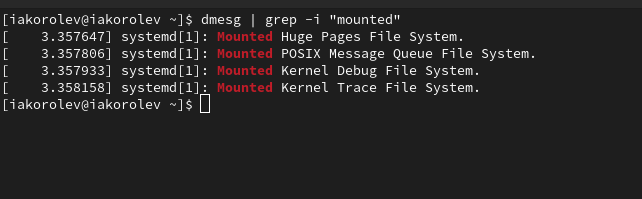 [iakorolev@iakorolev ~]$ dmesg | grep -i "mounted"
[    3.357647] systemd[1]: Mounted Huge Pages File System.
[    3.357806] systemd[1]: Mounted POSIX Message Queue File System.
[    3.357933] systemd[1]: Mounted Kernel Debug File System.
[    3.358158] systemd[1]: Mounted Kernel Trace File System.
[iakorolev@iakorolev ~]$